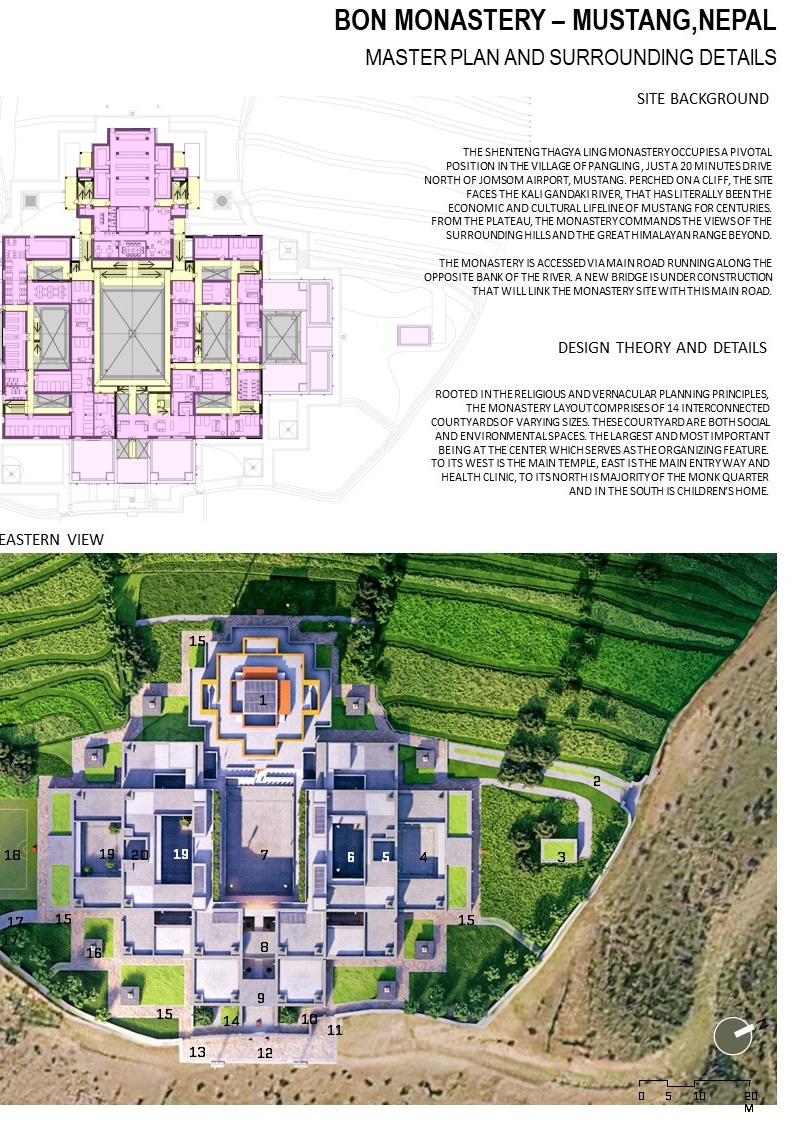 BON MONASTERY – MUSTANG,NEPAL
MASTER PLAN AND SURROUNDING DETAILS
SITE BACKGROUND
THE SHENTENG THAGYA LING MONASTERY OCCUPIES A PIVOTAL
POSITION IN THE VILLAGE OF PANGLING , JUST A 20 MINUTES DRIVE
NORTH OF JOMSOM AIRPORT, MUSTANG. PERCHED ON A CLIFF, THE SITE
FACES THE KALI GANDAKI RIVER, THAT HAS LITERALLY BEEN THE
ECONOMIC AND CULTURAL LIFELINE OF MUSTANG FOR CENTURIES.
FROM THE PLATEAU, THE MONASTERY COMMANDS THE VIEWS OF THE
SURROUNDING HILLS AND THE GREAT HIMALAYAN RANGE BEYOND.
THE MONASTERY IS ACCESSED VIA MAIN ROAD RUNNING ALONG THE
OPPOSITE BANK OF THE RIVER. A NEW BRIDGE IS UNDER CONSTRUCTION
THAT WILL LINK THE MONASTERY SITE WITH THIS MAIN ROAD.
DESIGN THEORY AND DETAILS
ROOTED IN THE RELIGIOUS AND VERNACULAR PLANNING PRINCIPLES,
THE MONASTERY LAYOUT COMPRISES OF 14 INTERCONNECTED
COURTYARDS OF VARYING SIZES. THESE COURTYARD ARE BOTH SOCIAL
AND ENVIRONMENTAL SPACES. THE LARGEST AND MOST IMPORTANT
BEING AT THE CENTER WHICH SERVES AS THE ORGANIZING FEATURE.
TO ITS WEST IS THE MAIN TEMPLE, EAST IS THE MAIN ENTRY WAY AND
HEALTH CLINIC, TO ITS NORTH IS MAJORITY OF THE MONK QUARTER
AND IN THE SOUTH IS CHILDREN'S HOME.
EASTERN VIEW
15
1
2
18
19
20
19
7
6
5
4
3
17
17
15
15
16
8
9
15
14
10
11
13
12
N
0 5 10 20
M